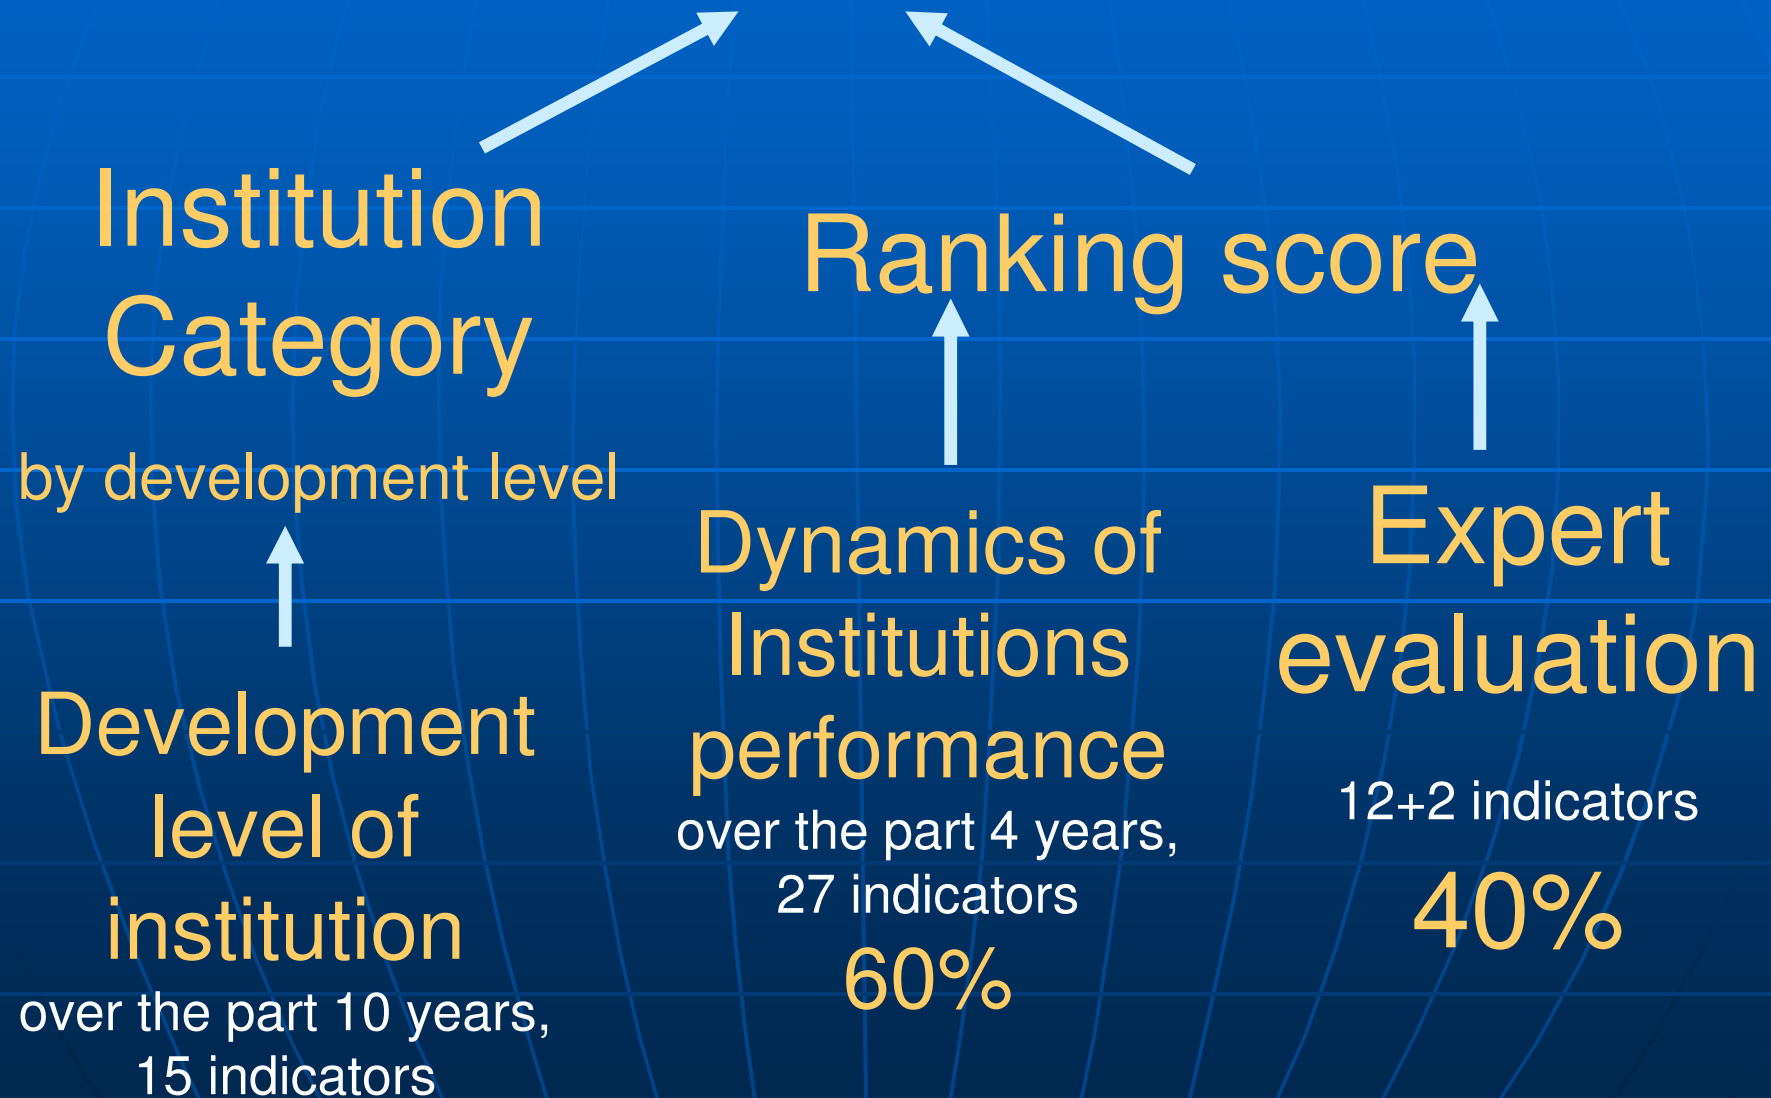 Institution
Category
by development level
Development
level of
institution
over the part 10 years,
15 indicators
Ranking score
Dynamics of
Institutions
performance
over the part 4 years,
27 indicators
60%
Expert
evaluation
12+2 indicators
40%